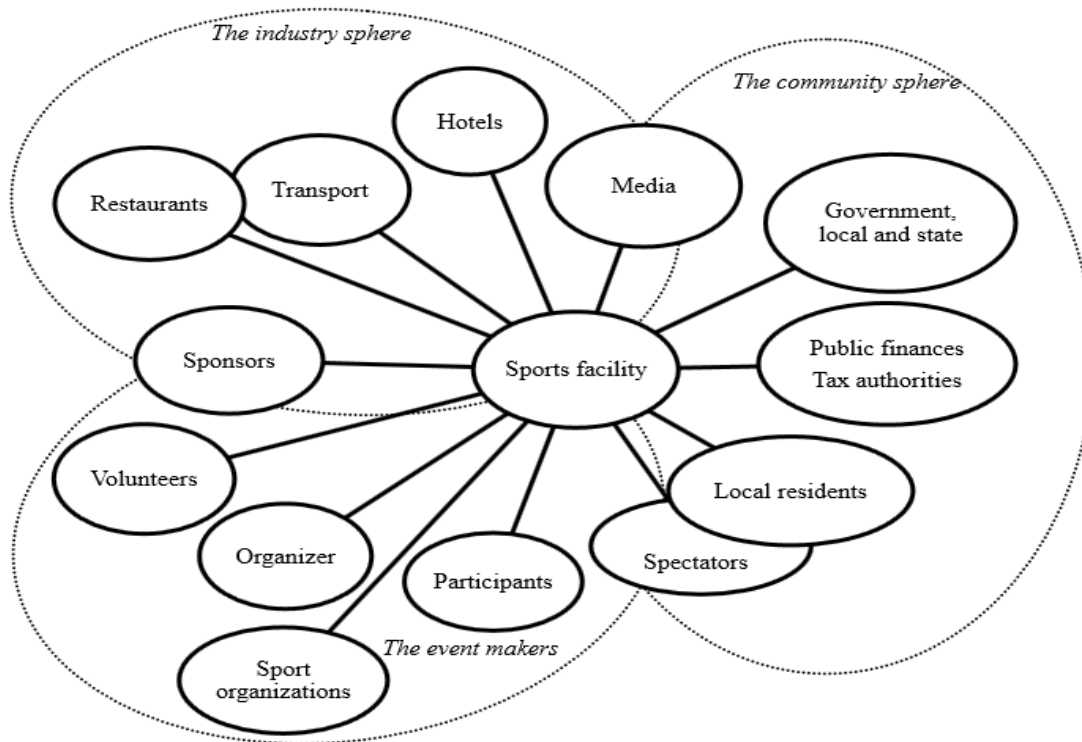 The industry sphere
The community sphere
Hotels
Media
Restaurants
Transport
Government,
local and state
Sponsors
Sports facility
Public finances
Tax authorities
Volunteers
Local residents
Organizer
Participants
Spectators
The event makers
Sport
organizations